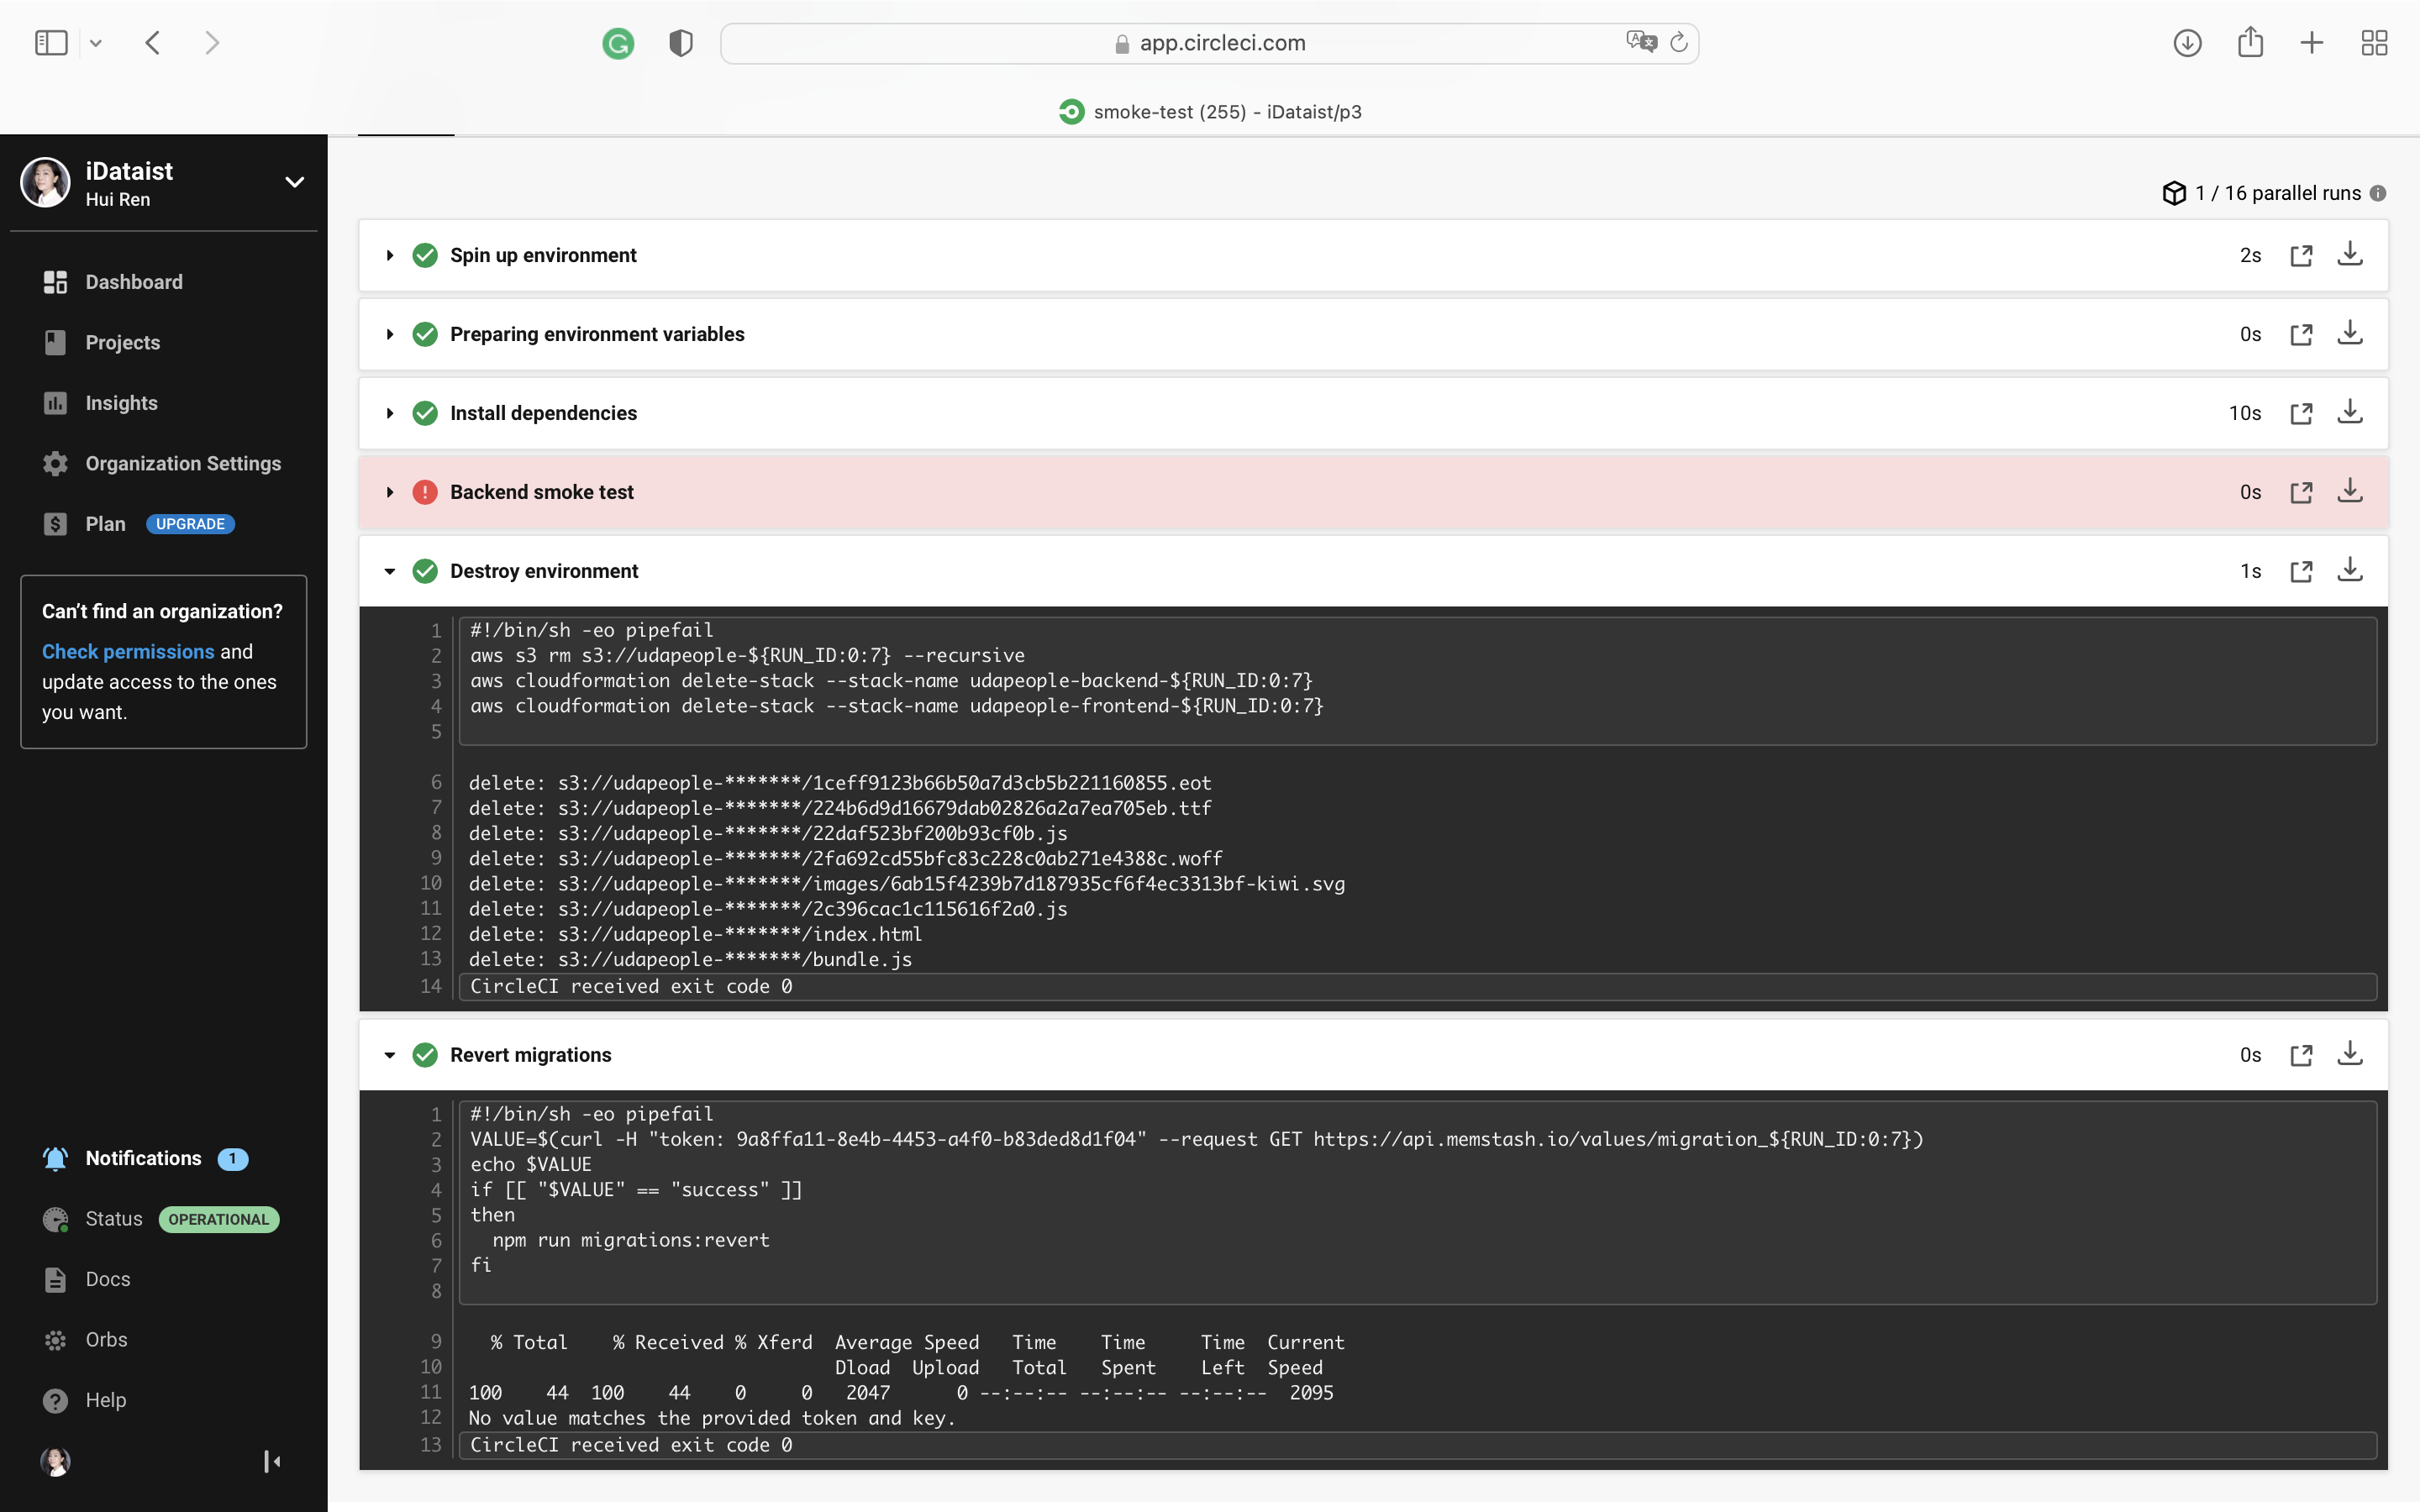 app.circleci.com
smoke-test (255) - iDataist/p3
iDataist
Hui Ren
Dashboard
Projects
Insights
Organization Settings
Plan UPGRADE
Can't find an organization?
Check permissions and
update access to the ones
you want.
Notifications 1
Status OPERATIONAL
Docs
Orbs
Help
1 / 16 parallel runs
Spin up environment 2s
Preparing environment variables 0s
Install dependencies 10s
Backend smoke test 0s
Destroy environment 1s
1 #!/bin/sh -eo pipefail
2 aws s3 rm s3://udapeople-${RUN_ID:0:7} --recursive
3 aws cloudformation delete-stack --stack-name udapeople-backend-${RUN_ID:0:7}
4 aws cloudformation delete-stack --stack-name udapeople-frontend-${RUN_ID:0:7}
5
6 delete: s3://udapeople-*******/1ceff9123b66b50a7d3cb5b221160855.eot
7 delete: s3://udapeople-*******/224b6d9d16679dab02826a2a7ea705eb.ttf
8 delete: s3://udapeople-*******/22daf523bf200b93cf0b.js
9 delete: s3://udapeople-*******/2fa692cd55bfc83c228c0ab271e4388c.woff
10 delete: s3://udapeople-*******/images/6ab15f4239b7d187935cf6f4ec3313bf-kiwi.svg
11 delete: s3://udapeople-*******/2c396cac1c115616f2a0.js
12 delete: s3://udapeople-*******/index.html
13 delete: s3://udapeople-*******/bundle.js
14 CircleCI received exit code 0
Revert migrations 0s
1 #!/bin/sh -eo pipefail
2 VALUE=$(curl -H "token: 9a8ffa11-8e4b-4453-a4f0-b83ded8d1f04" --request GET https://api.memstash.io/values/migration_${RUN_ID:0:7})
3 echo $VALUE
4 if [[ "$VALUE" == "success" ]]
5 then
6 npm run migrations:revert
7 fi
8
9 % Total % Received % Xferd Average Speed Time Time Time Current
10 Dload Upload Total Spent Left Speed
11 100 44 100 44 0 0 2047 0 --:--:-- --:--:-- --:--:-- 2095
12 No value matches the provided token and key.
13 CircleCI received exit code 0